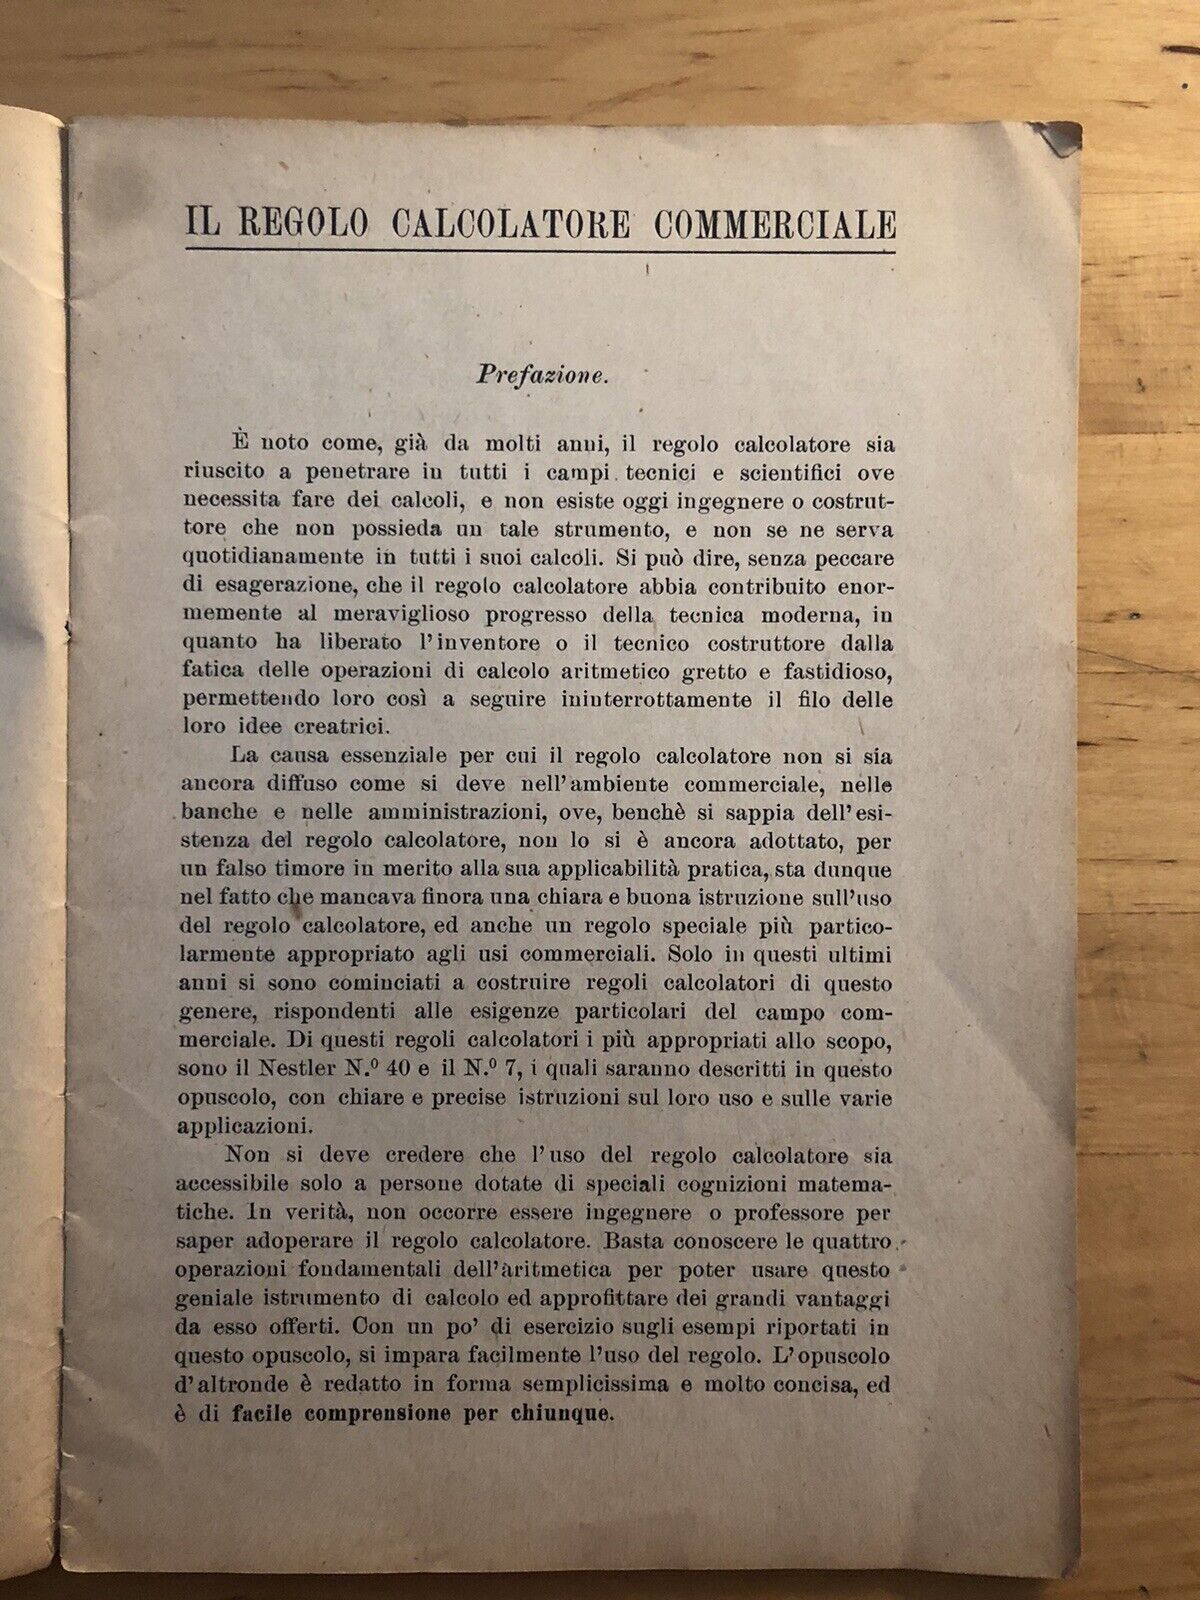 IL REGOLO CALCOLATORE COMMERCIALE
Prefazione.
È noto come, già da molti anni, il regolo calcolatore sia
riuscito a penetrare in tutti i campi tecnici e scientifici ove
necessita fare dei calcoli, e non esiste oggi ingegnere o costrut-
tore che non possieda un tale strumento, e non se ne serva
quotidianamente in tutti i suoi calcoli. Si può dire, senza peccare
di esagerazione, che il regolo calcolatore abbia contribuito enor-
memente al meraviglioso progresso della tecnica moderna, in
quanto ha liberato l'inventore o il tecnico costruttore dalla
fatica delle operazioni di calcolo aritmetico gretto e fastidioso,
permettendo loro così a seguire ininterrottamente il filo delle
loro idee creatrici.
La causa essenziale per cui il regolo calcolatore non si sia
ancora diffuso come si deve nell'ambiente commerciale, nelle
banche e nelle amministrazioni, ove, benchè si sappia dell'esi-
stenza del regolo calcolatore, non lo si è ancora adottato, per
un falso timore in merito alla sua applicabilità pratica, sta dunque
nel fatto che mancava finora una chiara e buona istruzione sull'uso
del regolo calcolatore, ed anche un regolo speciale più partico-
larmente appropriato agli usi commerciali. Solo in questi ultimi
anni si sono cominciati a costruire regoli calcolatori di questo
genere, rispondenti alle esigenze particolari del campo com-
merciale. Di questi regoli calcolatori i più appropriati allo scopo,
sono il Nestler N.º 40 e il N.º 7, i quali saranno descritti in questo
opuscolo, con chiare e precise istruzioni sul loro uso e sulle varie
applicazioni.
Non si deve credere che l'uso del regolo calcolatore sia
accessibile solo a persone dotate di speciali cognizioni matema-
tiche. In verità, non occorre essere ingegnere o professore per
saper adoperare il regolo calcolatore. Basta conoscere le quattro
operazioni fondamentali dell'aritmetica per poter usare questo
geniale istrumento di calcolo ed approfittare dei grandi vantaggi
da esso offerti. Con un po' di esercizio sugli esempi riportati in
questo opuscolo, si impara facilmente l'uso del regolo. L'opuscolo
d'altronde è redatto in forma semplicissima e molto concisa, ed
è di facile comprensione per chiunque.